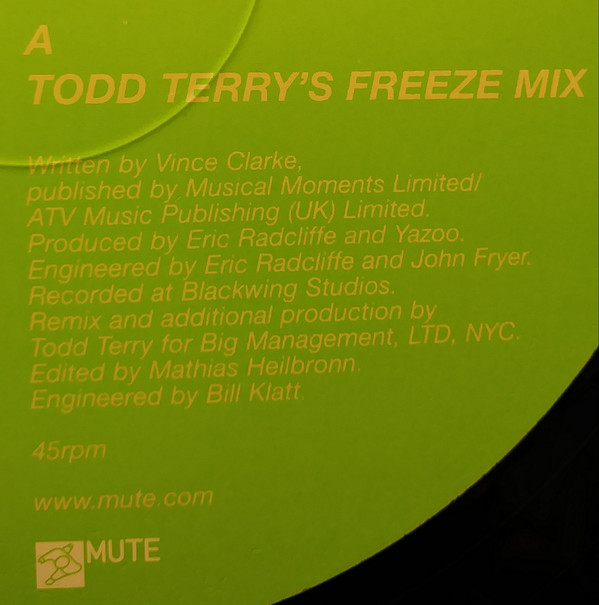 A
TODD TERRY'S FREEZE MIX
Written by Vince Clarke,
published by Musical Moments Limited/
ATV Music Publishing (UK) Limited.
Produced by Eric Radcliffe and Yazoo.
Engineered by Eric Radcliffe and John Fryer.
Recorded at Blackwing Studios.
Remix and additional production by
Todd Terry for Big Management, LTD, NYC.
Edited by Mathias Heilbronn.
Engineered by Bill Klatt.
45rpm
www.mute.com
MUTE